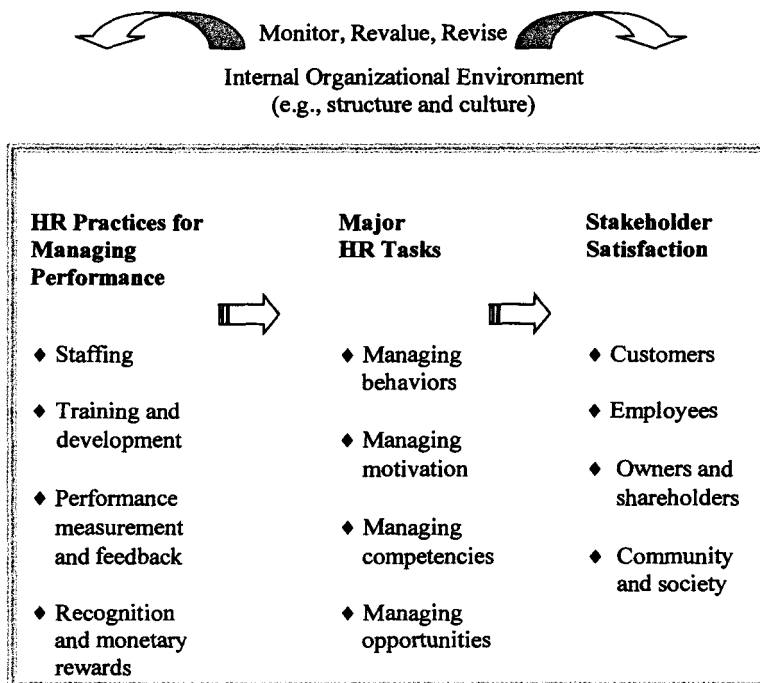 Monitor, Revalue, Revise
Internal Organizational Environment
(e.g., structure and culture)
HR Practices for
Managing
Performance
♦ Staffing
♦ Training and
development
♦ Performance
measurement
and feedback
♦ Recognition
and monetary
rewards
Major
HR Tasks
♦ Managing
behaviors
♦ Managing
motivation
♦ Managing
competencies
♦ Managing
opportunities
Stakeholder
Satisfaction
♦ Customers
♦ Employees
♦ Owners and
shareholders
♦ Community
and society